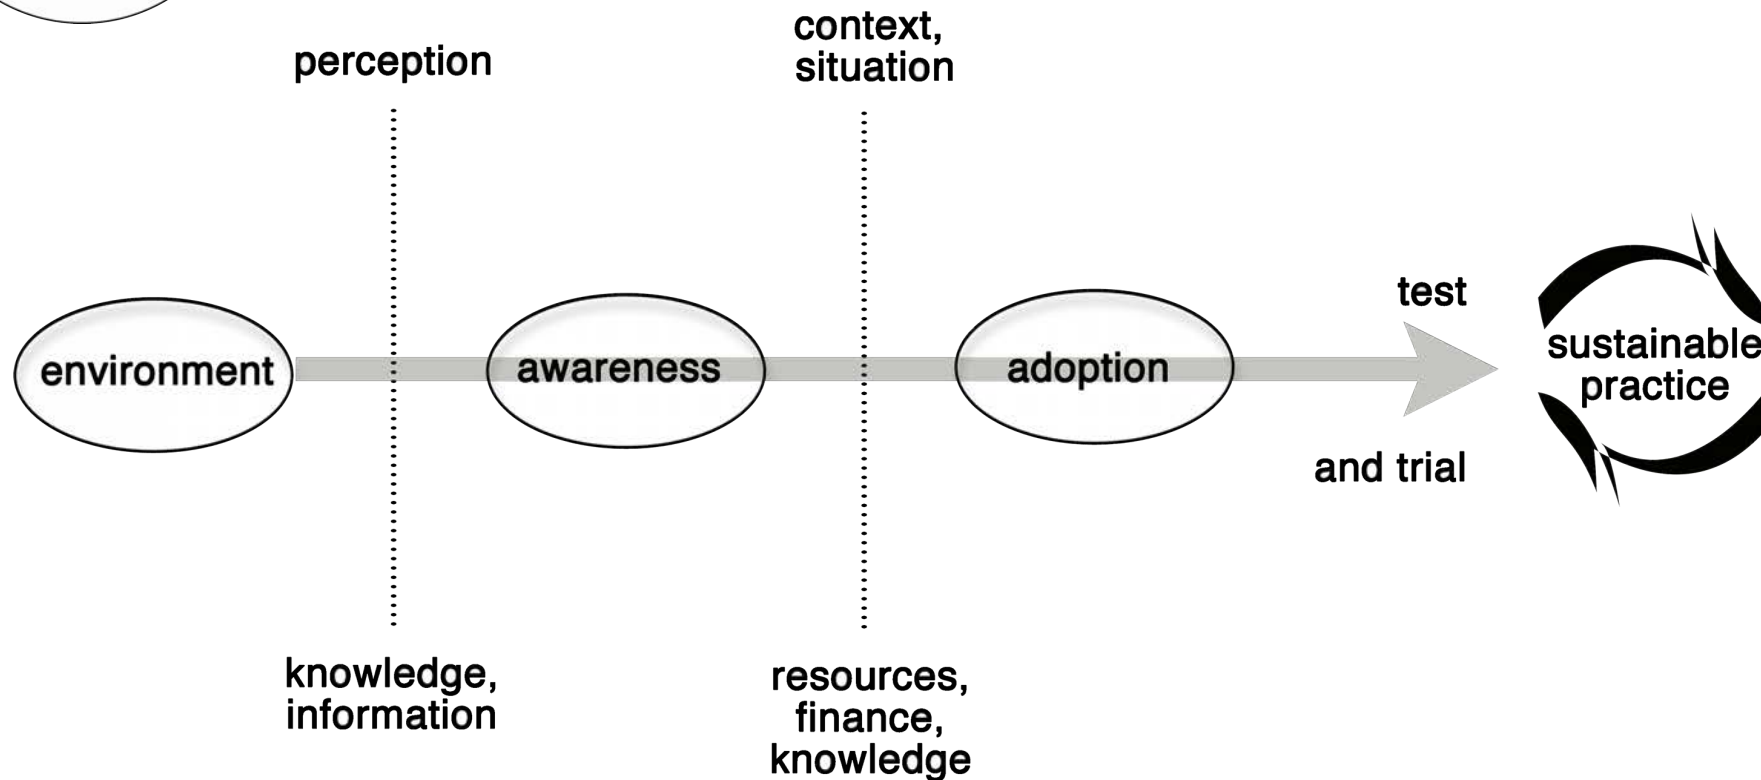 perception
context,
situation
environment
awareness
adoption
test
and trial
sustainable
practice
knowledge,
information
resources,
finance,
knowledge